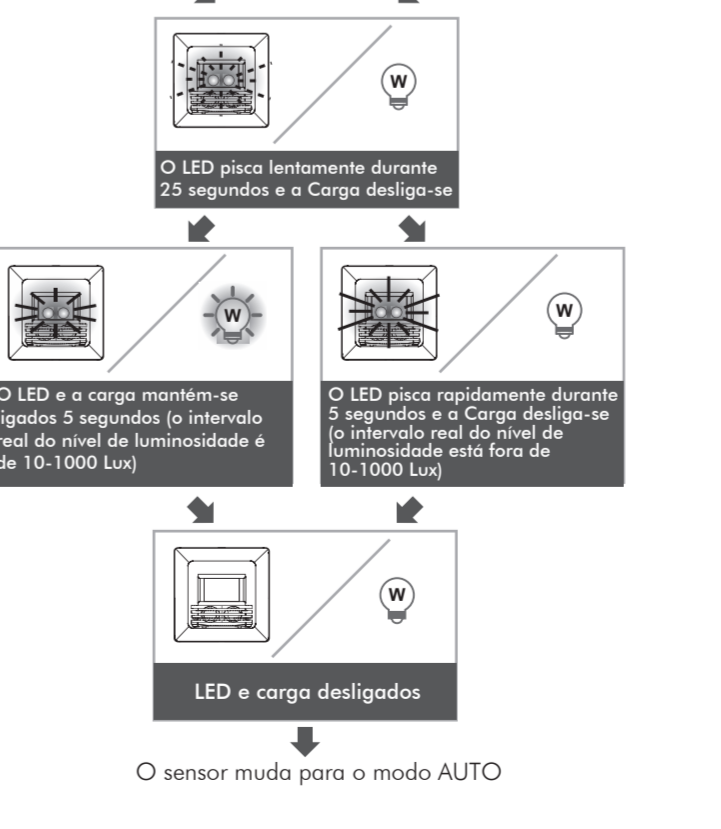 W
O LED pisca lentamente durante
25 segundos e a Carga desliga-se
W
O LED e a carga mantém-se
ligados 5 segundos (o intervalo
real do nível de luminosidade é
de 10-1000 Lux)
W
O LED pisca rapidamente durante
5 segundos e a Carga desliga-se
(o intervalo real do nível de
luminosidade está fora de
10-1000 Lux)
W
LED e carga desligados
O sensor muda para o modo AUTO